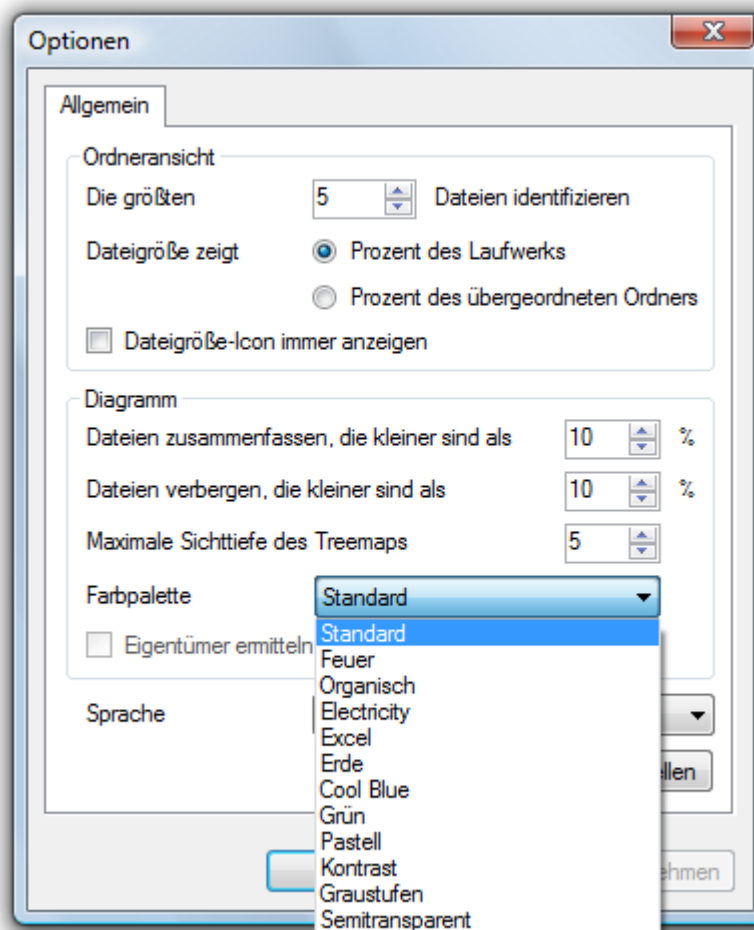 Optionen
Allgemein
Ordneransicht
Die größten 5 Dateien identifizieren
Dateigröße zeigt Prozent des Laufwerks
Prozent des übergeordneten Ordners
Dateigröße-Icon immer anzeigen
Diagramm
Dateien zusammenfassen, die kleiner sind als 10 %
Dateien verbergen, die kleiner sind als 10 %
Maximale Sichttiefe des Treemaps 5
Farbpalette Standard
Standard
Eigentümer ermitteln
Feuer
Organisch
Sprache
Electricity
Excel
Erde
llen
Cool Blue
Grün
Pastell
Kontrast
ehmen
Graustufen
Semitransparent